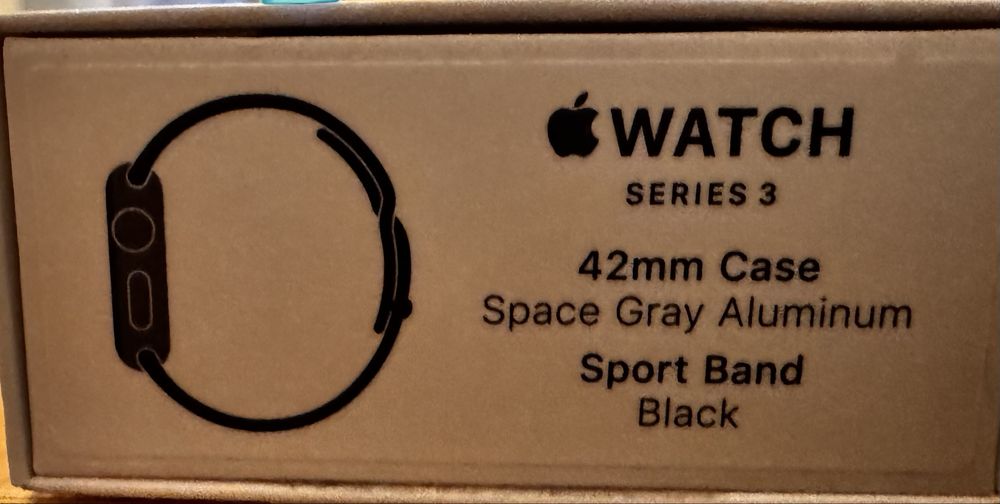 WATCH
SERIES 3
42mm Case
Space Gray Aluminum
Sport Band
Black